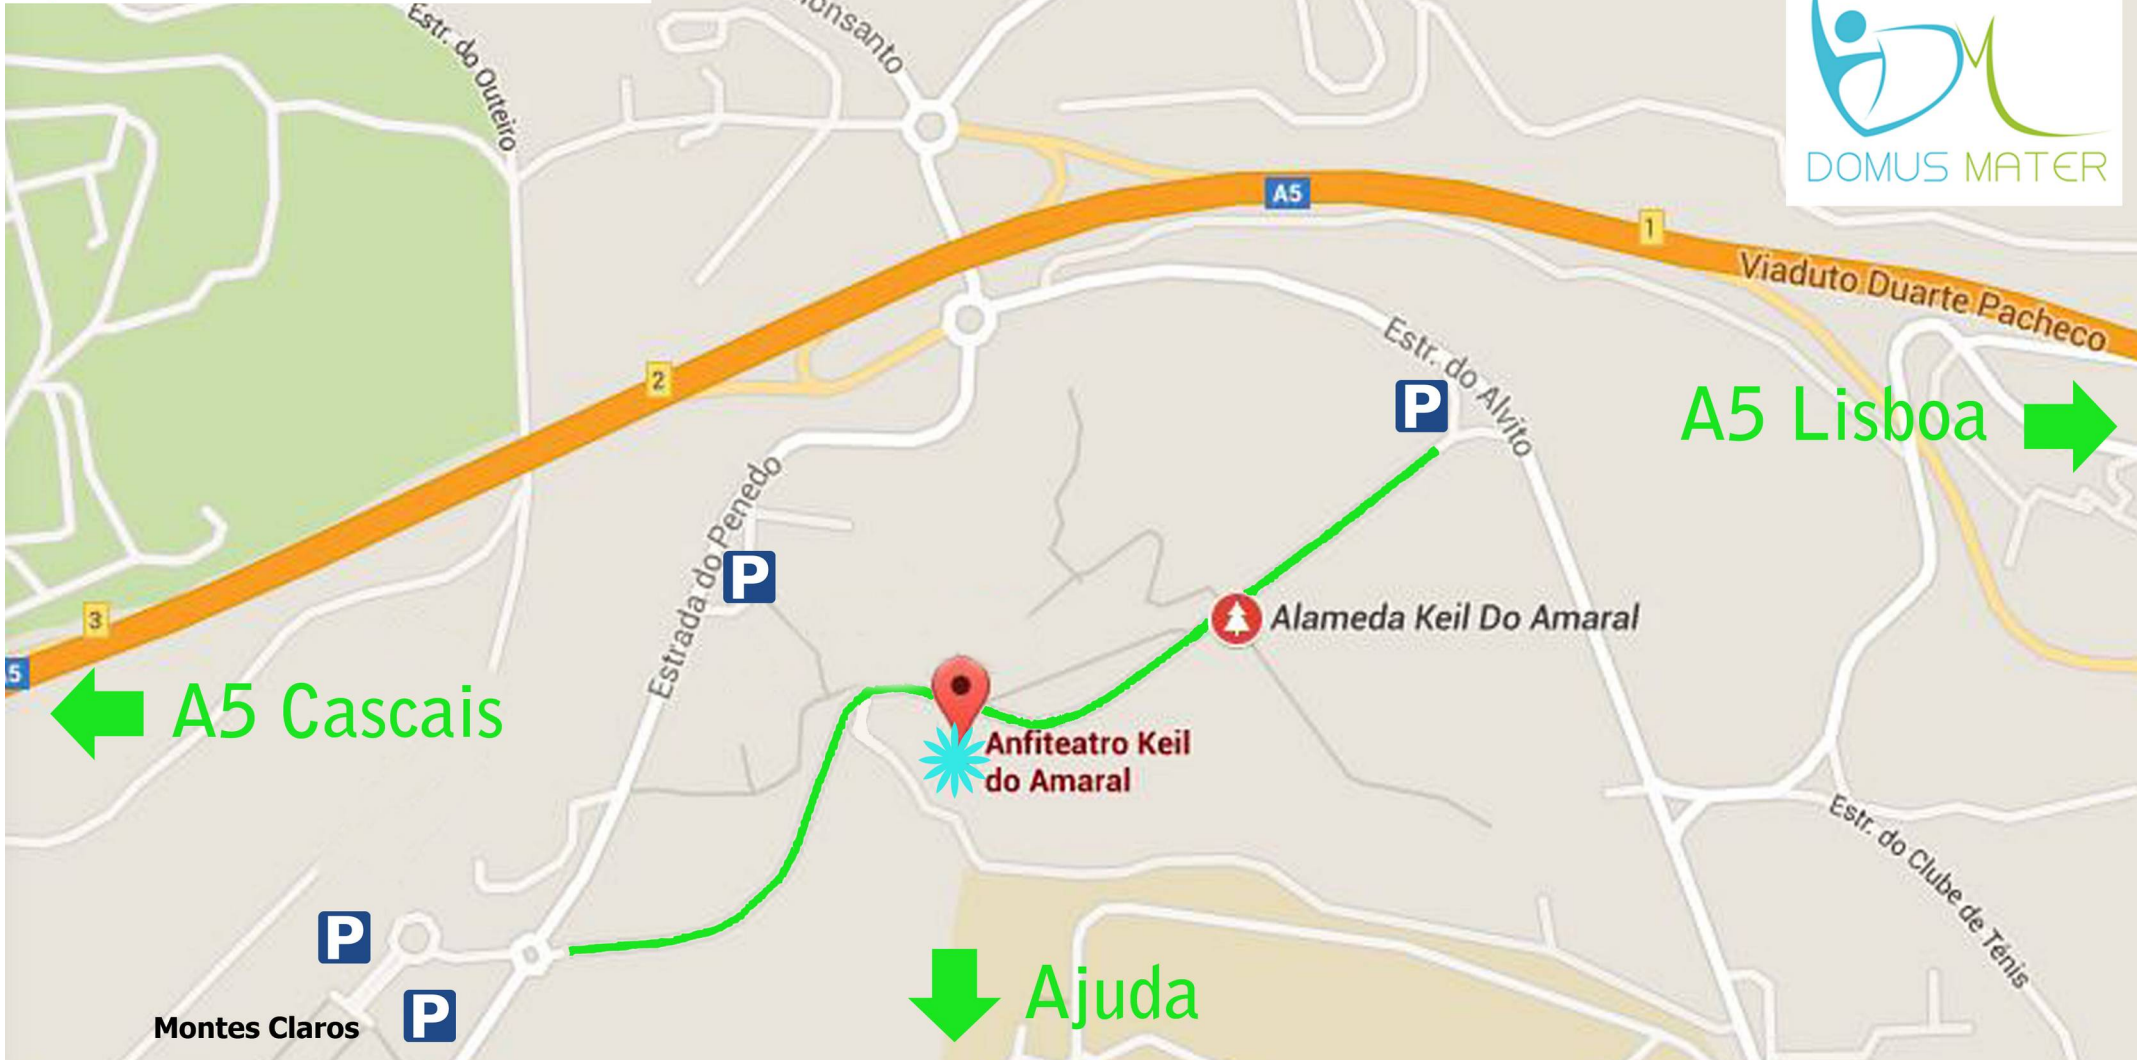 Estr. do Outeiro
onsanto
DOMUS MATER
A5
1
Viaduto Duarte Pacheco
2
Estr. do Alvito
P
A5 Lisboa
Estrada do Penedo
P
3
Alameda Keil Do Amaral
5
A5 Cascais
Anfiteatro Keil
do Amaral
Estr. do Clube de Ténis
P
Ajuda
P
Montes Claros